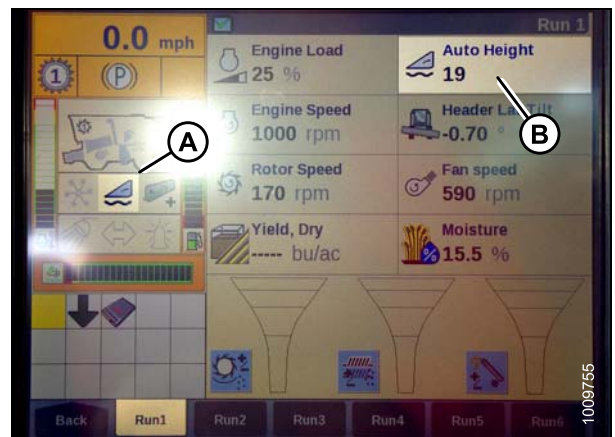 0.0 mph
1
(P)
Run 1
Engine Load
25 %
Auto Height
19
Engine Speed
1000 rpm
-0.70 °
Rotor Speed
170 rpm
Fan speed
590 rpm
Yield, Dry
----- bu/ac
Moisture
15.5 %
A
B
Back
Run1
Run2
Run3
Run4
Run5
Run6
1009755